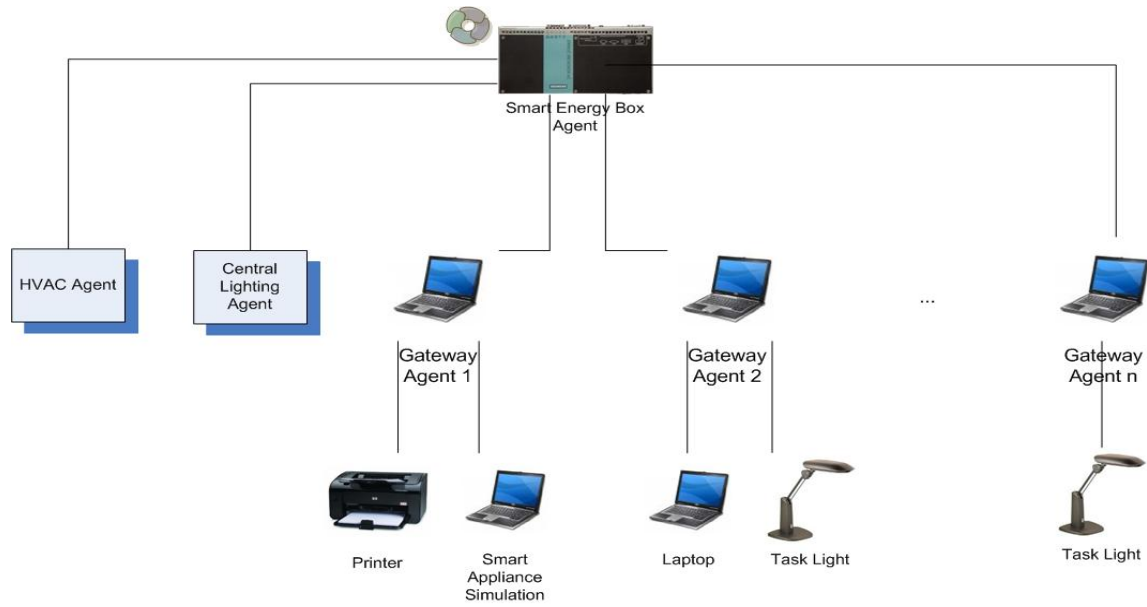 Smart Energy Box
Agent
HVAC Agent
Central
Lighting
Agent
...
Gateway
Agent 1
Gateway
Agent 2
Gateway
Agent n
Printer
Smart
Appliance
Simulation
Laptop
Task Light
Task Light